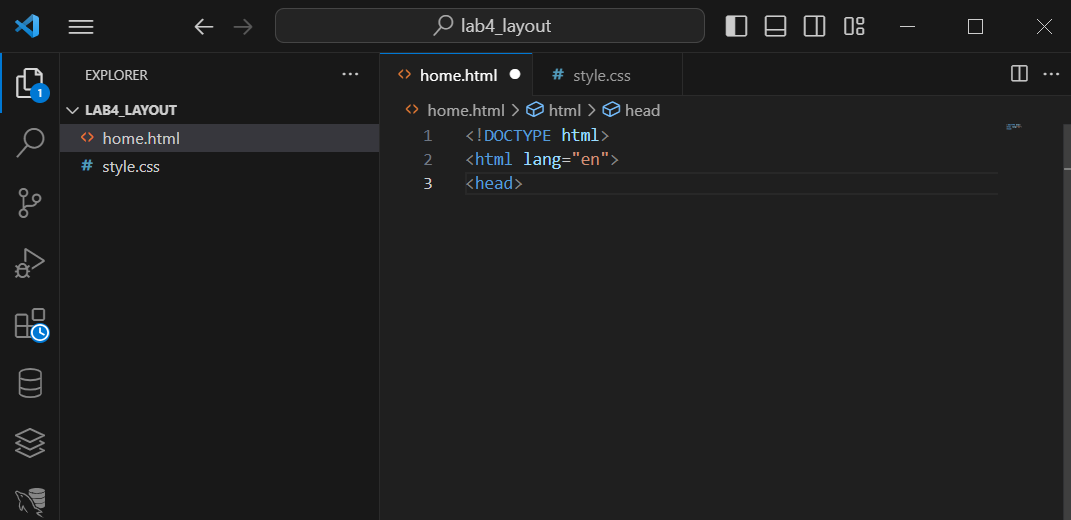 lab4_layout
EXPLORER
LAB4_LAYOUT
home.html
style.css
1
home.html
style.css
home.html > html > head
1 <!DOCTYPE html>
2 <html lang="en">
3 <head>